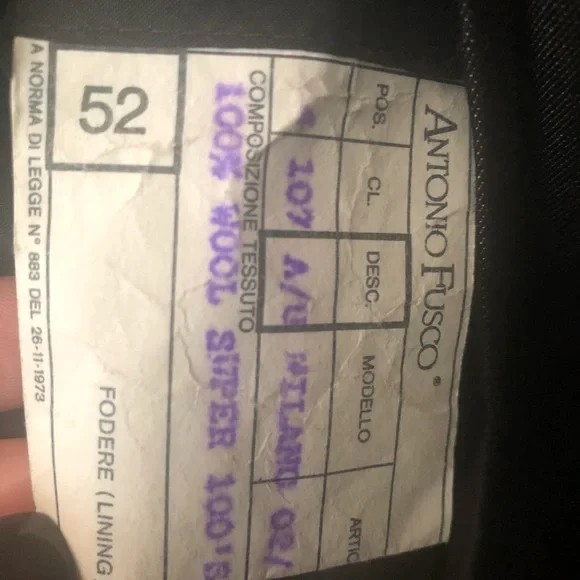 ANTONIO FUSCO®
POS. CL. DESC. MODELLO ARTIC
107 A/U MILANO 02/
COMPOSIZIONE TESSUTO
100% WOOL SUPER 100'S
52 FODERE (LINING
A NORMA DI LEGGE N° 883 DEL 26-11-1973